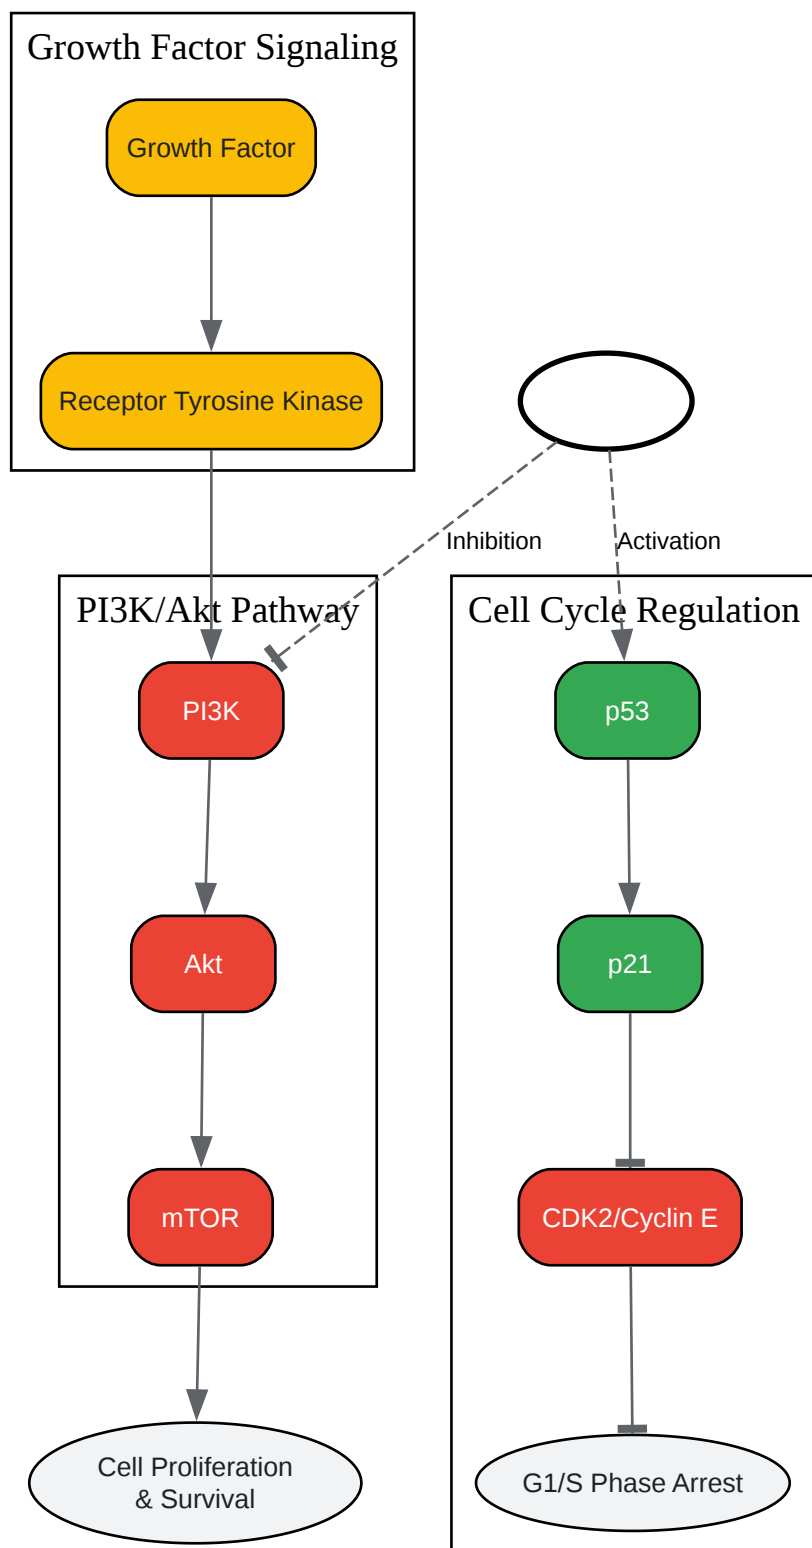 Growth Factor Signaling
Growth Factor
Receptor Tyrosine Kinase
Inhibition
Activation
PI3K/Akt Pathway
Cell Cycle Regulation
PI3K
p53
Akt
p21
mTOR
CDK2/Cyclin E
Cell Proliferation
& Survival
G1/S Phase Arrest